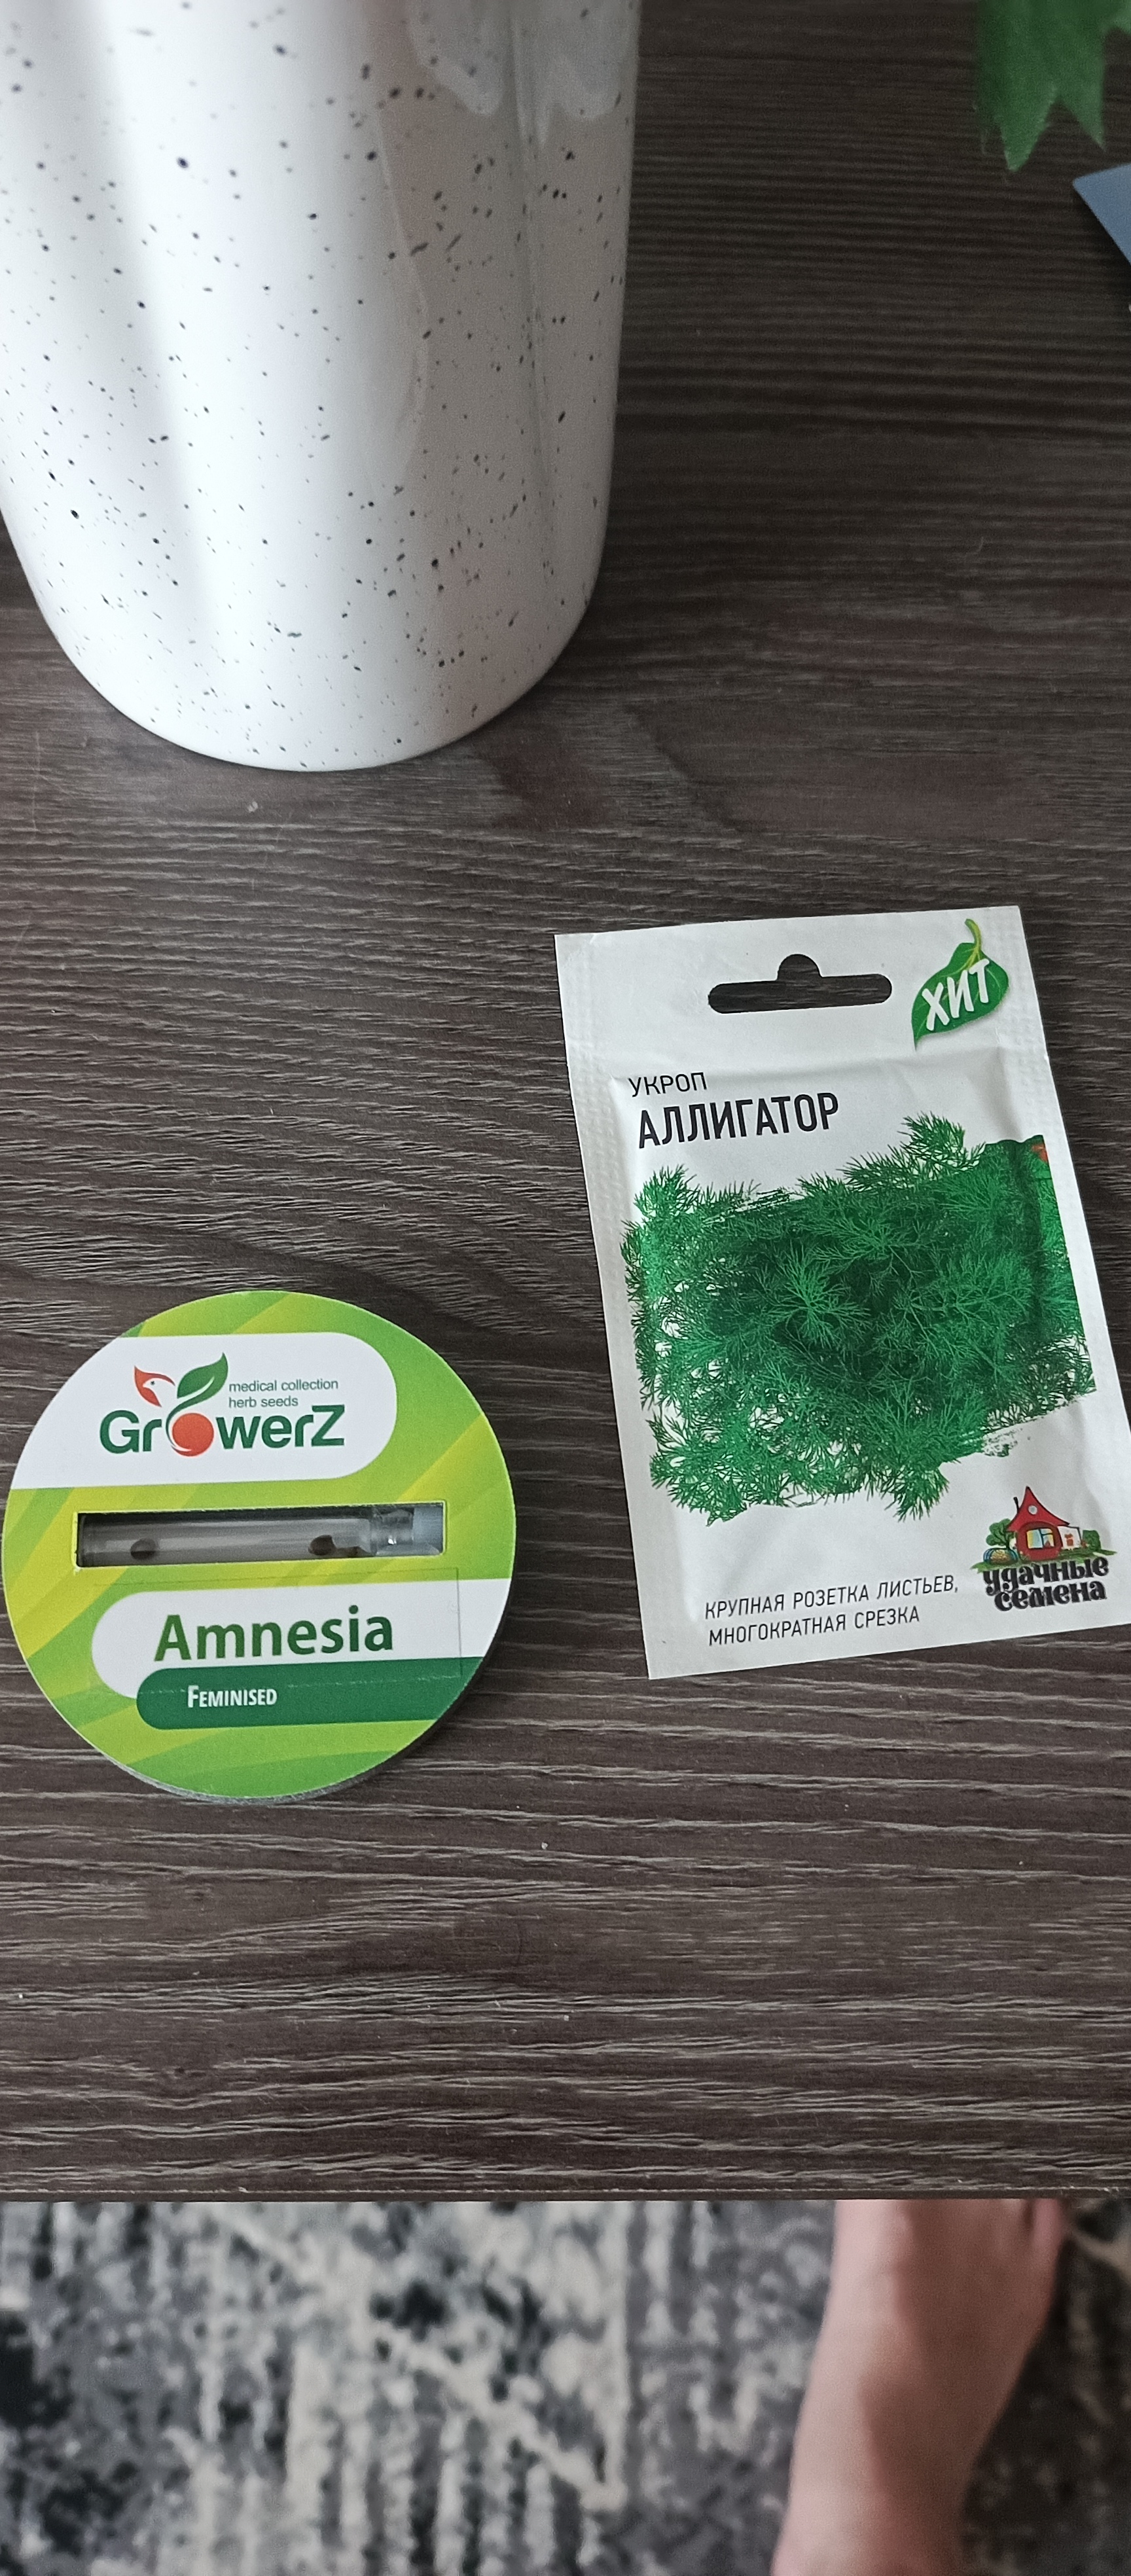 ХИТ
УКРОП
АЛЛИГАТОР
КРУПНАЯ РОЗЕТКА ЛИСТЬЕВ,
МНОГОКРАТНАЯ СРЕЗКА
удачные
семена
medical collection
herb seeds
GrowerZ
Amnesia
FEMINISED